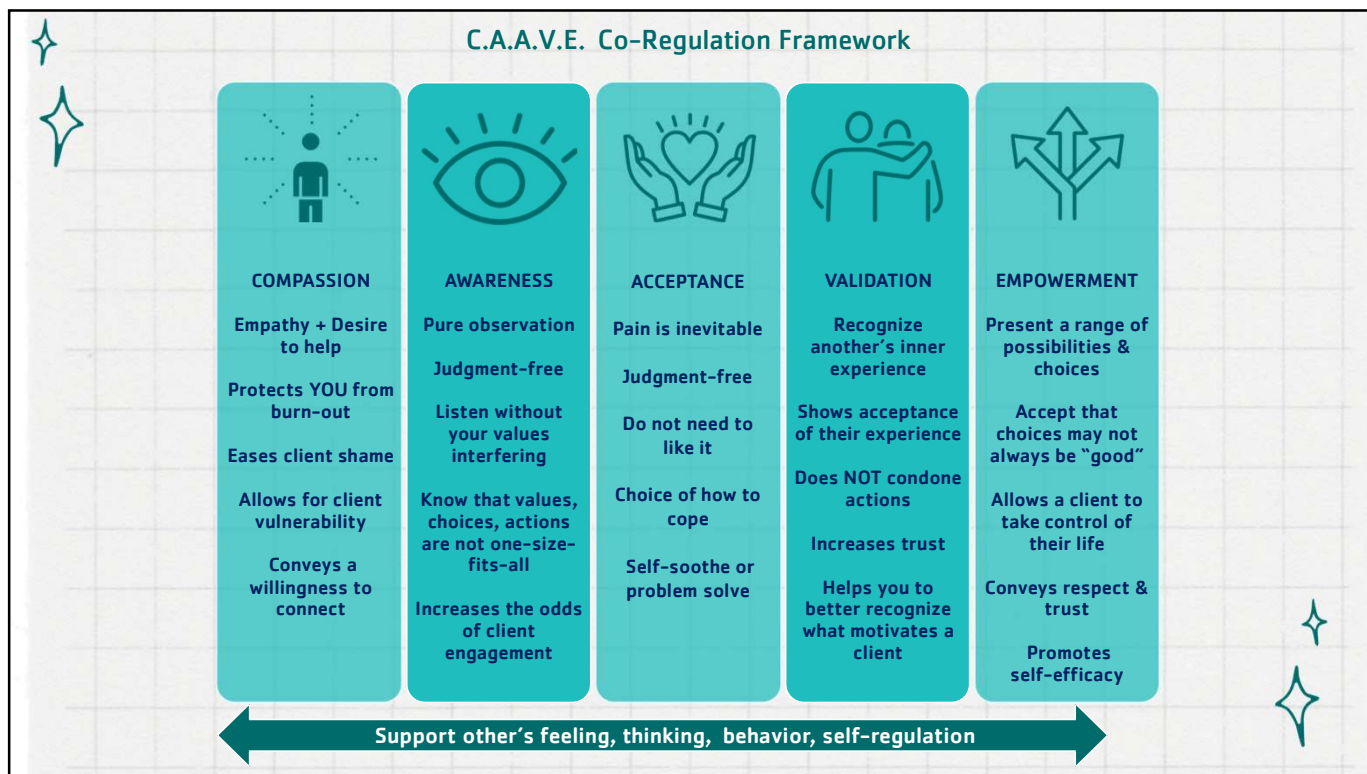 C.A.A.V.E. Co-Regulation Framework
COMPASSION
Empathy + Desire
to help
Protects YOU from
burn-out
Eases client shame
Allows for client
vulnerability
Conveys a
willingness to
connect
AWARENESS
Pure observation
Judgment-free
Listen without
your values
interfering
Know that values,
choices, actions
are not one-size-
fits-all
Increases the odds
of client
engagement
ACCEPTANCE
Pain is inevitable
Judgment-free
Do not need to
like it
Choice of how to
cope
Self-soothe or
problem solve
VALIDATION
Recognize
another's inner
experience
Shows acceptance
of their experience
Does NOT condone
actions
Increases trust
Helps you to
better recognize
what motivates a
client
EMPOWERMENT
Present a range of
possibilities &
choices
Accept that
choices may not
always be “good”
Allows a client to
take control of
their life
Conveys respect &
trust
Promotes
self-efficacy
Support other's feeling, thinking, behavior, self-regulation